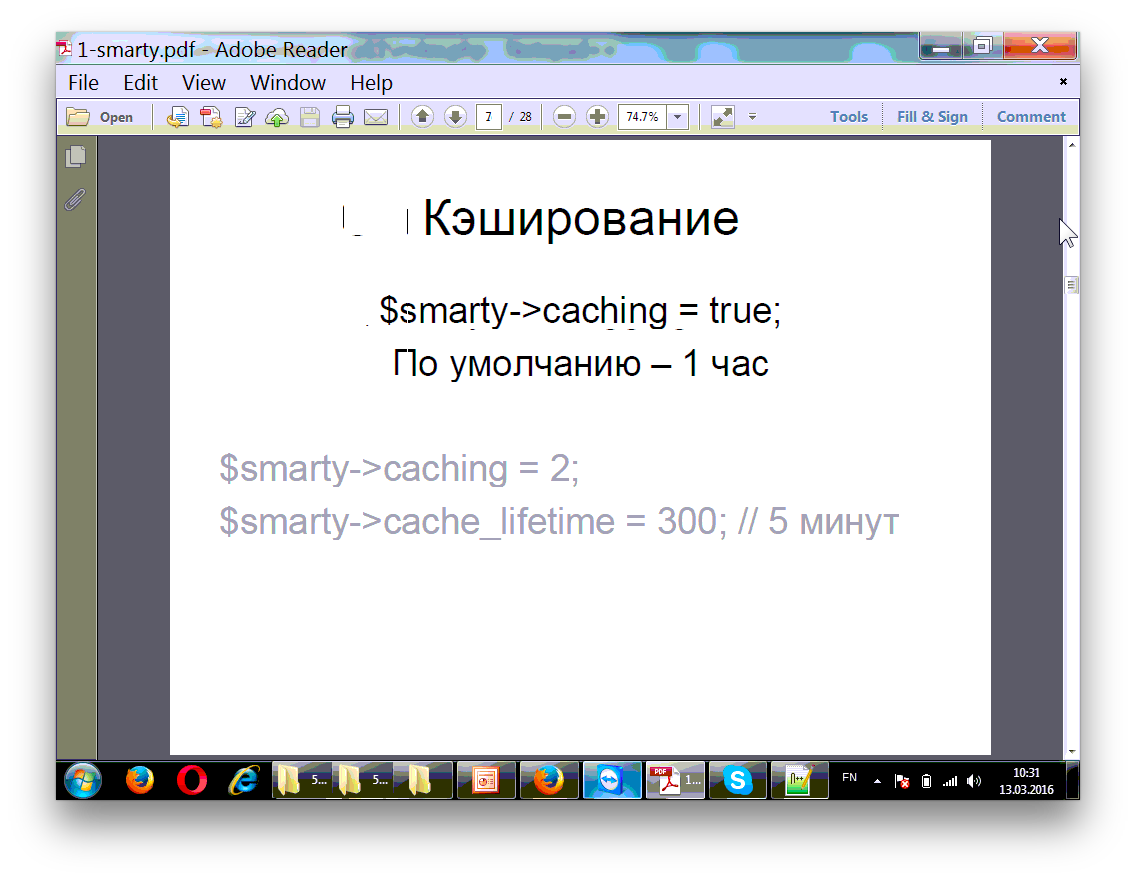 1-smarty.pdf - Adobe Reader
File Edit View Window Help
Open 7 / 28 74.7% Tools Fill & Sign Comment
Кэширование
$smarty->caching = true;
По умолчанию – 1 час
$smarty->caching = 2;
$smarty->cache_lifetime = 300; // 5 минут
5... 5... PDF 1... EN 10:31
13.03.2016